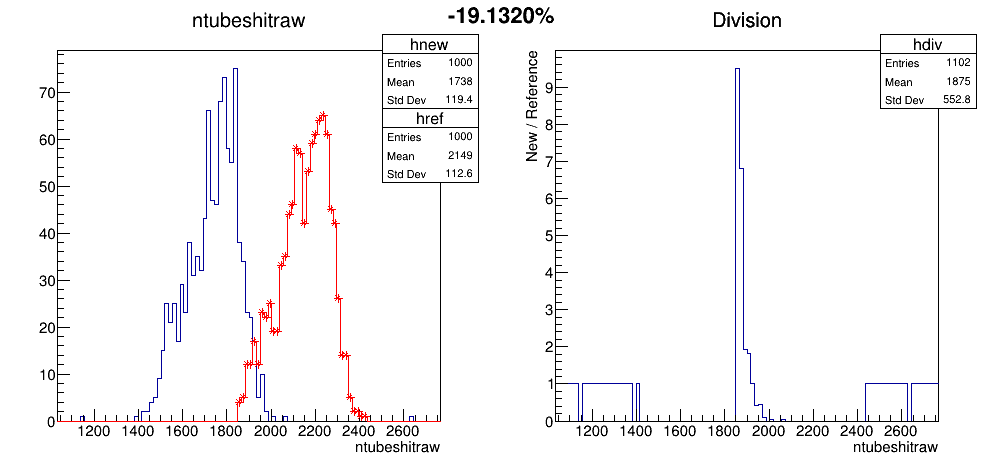 -19.1320%
ntubeshitraw
hnew
Entries 1000
Mean 1738
Std Dev 119.4
href
Entries 1000
Mean 2149
Std Dev 112.6
70
60
50
40
30
20
10
0
1200 1400 1600 1800 2000 2200 2400 2600
ntubeshitraw
Division
hdiv
Entries 1102
Mean 1875
Std Dev 552.8
New / Reference
9
8
7
6
5
4
3
2
1
0
1200 1400 1600 1800 2000 2200 2400 2600
ntubeshitraw